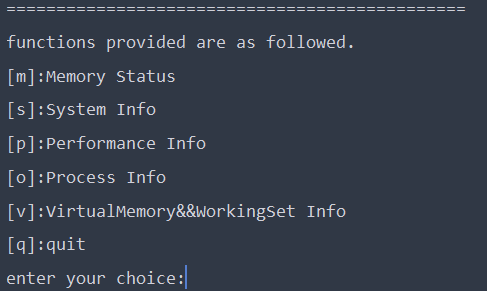 ==============================================
functions provided are as followed.
[m]:Memory Status
[s]:System Info
[p]:Performance Info
[o]:Process Info
[v]:VirtualMemory&&WorkingSet Info
[q]:quit
enter your choice: